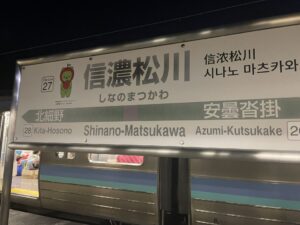 27
信濃松川
しなのまつかわ
信浓松川
시나노 마츠카와
北細野
安曇沓掛
28 Kita-Hosono
Shinano-Matsukawa
Azumi-Kutsukake